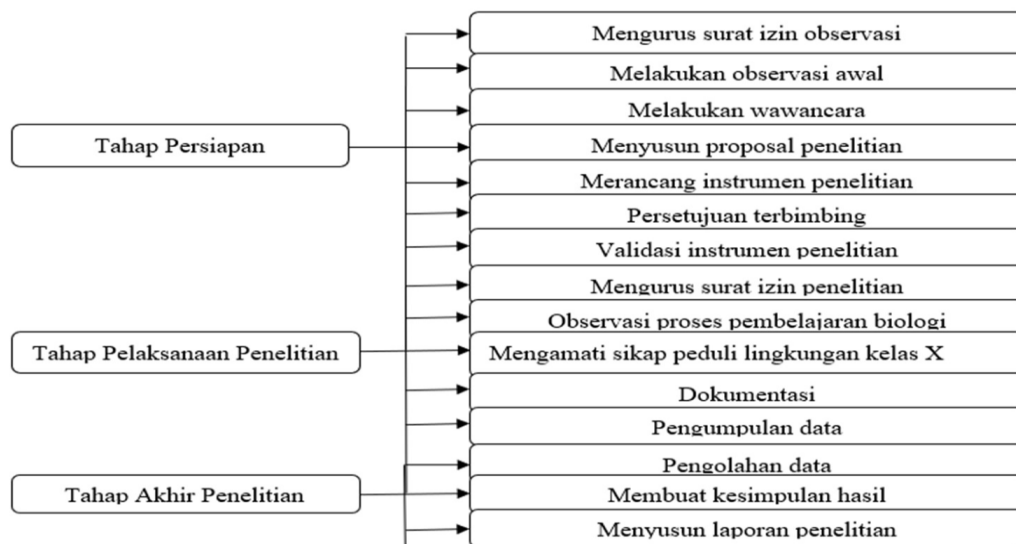 Mengurus surat izin observasi
Melakukan observasi awal
Melakukan wawancara
Tahap Persiapan
Menyusun proposal penelitian
Merancang instrumen penelitian
Persetujuan terbimbing
Validasi instrumen penelitian
Mengurus surat izin penelitian
Observasi proses pembelajaran biologi
Tahap Pelaksanaan Penelitian
Mengamati sikap peduli lingkungan kelas X
Dokumentasi
Pengumpulan data
Pengolahan data
Tahap Akhir Penelitian
Membuat kesimpulan hasil
Menyusun laporan penelitian